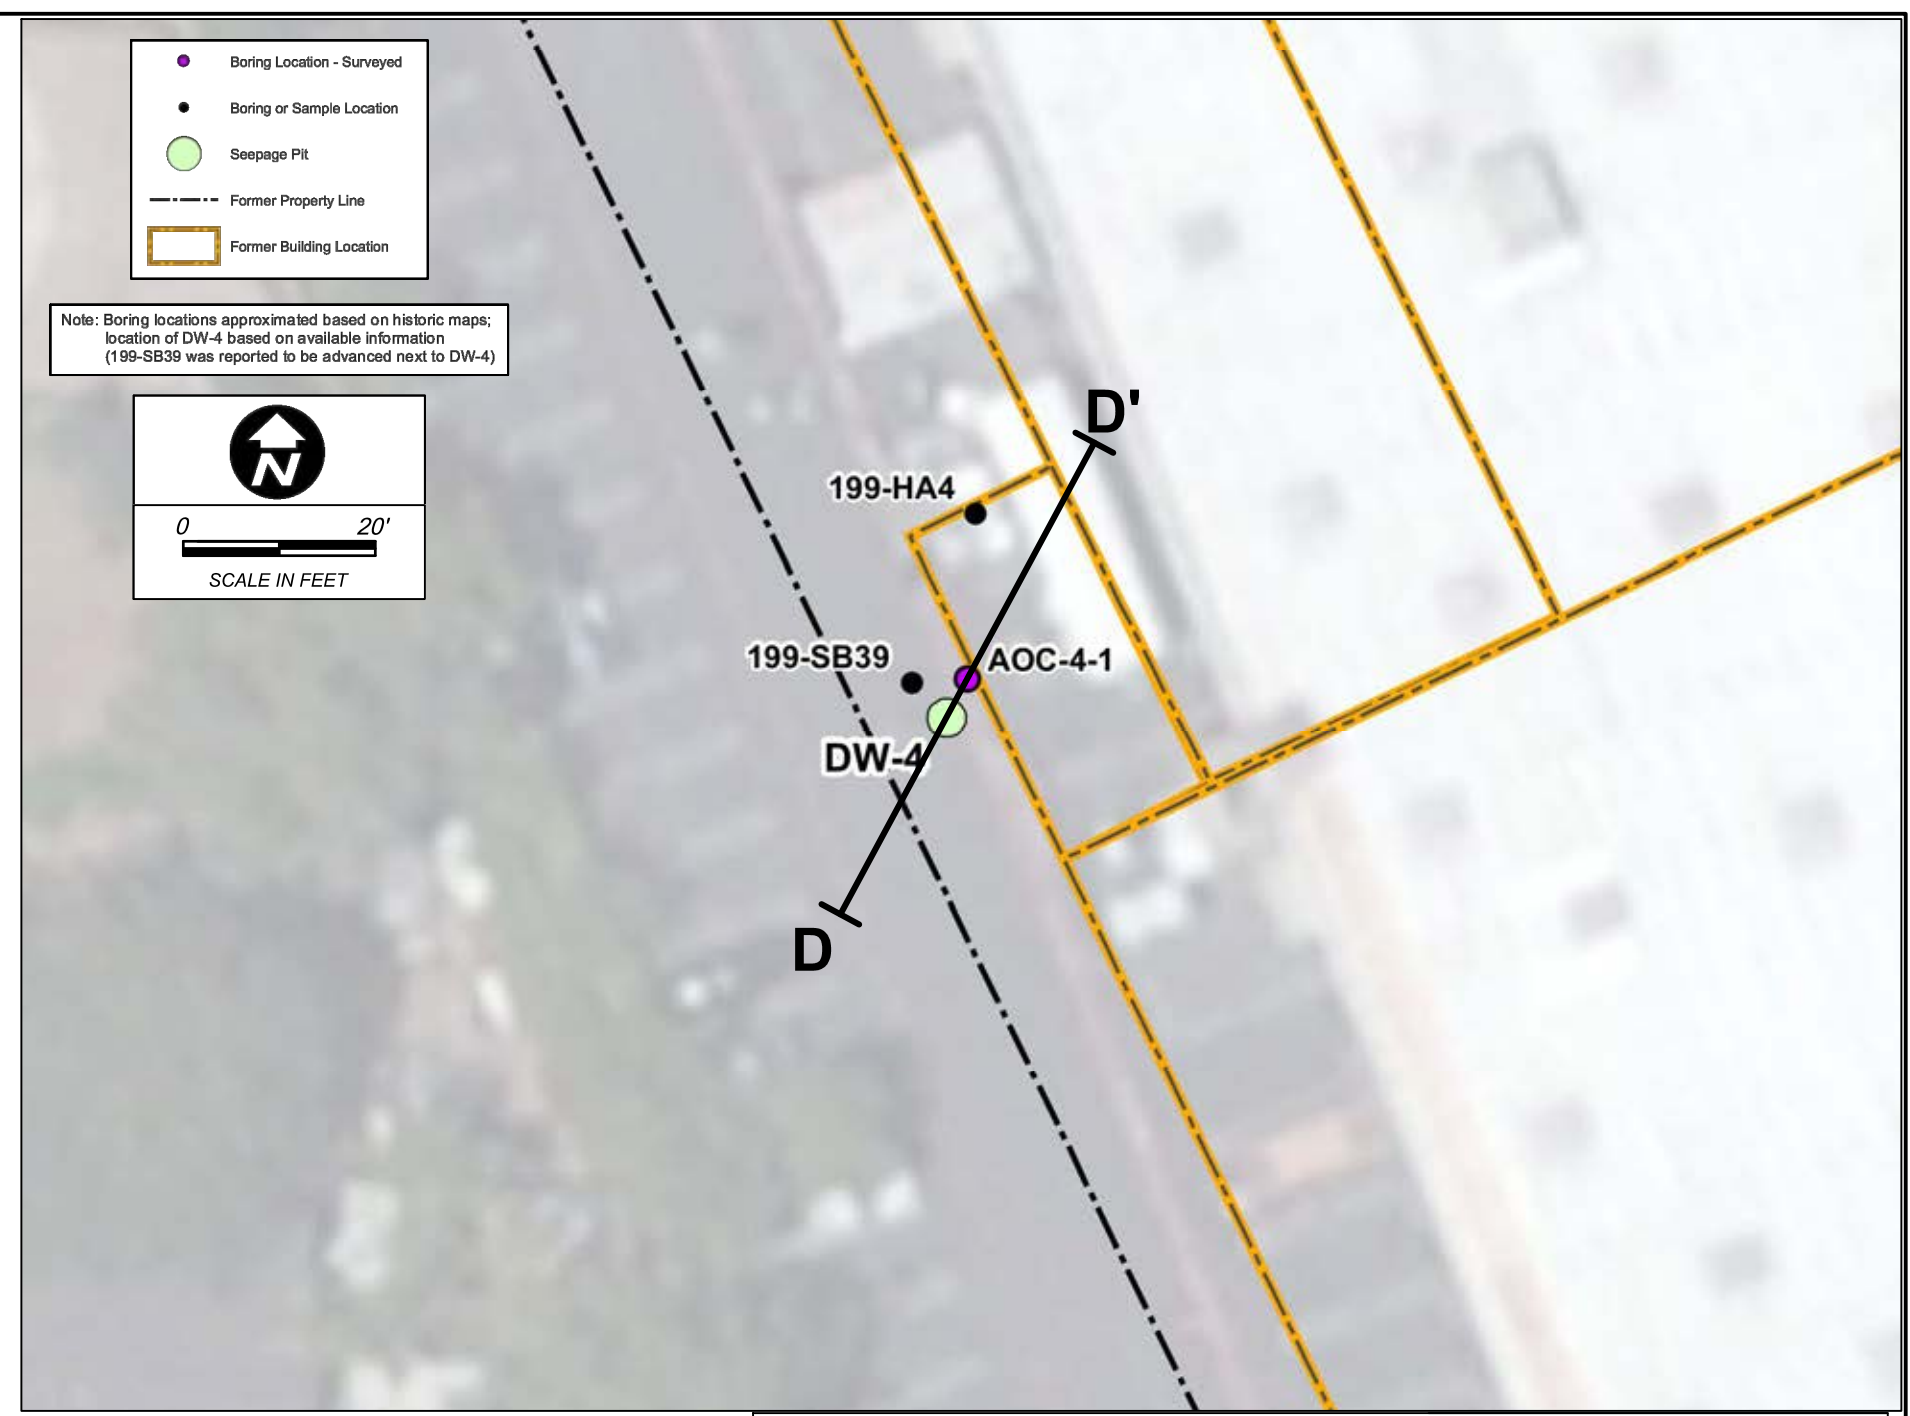 Boring Location - Surveyed
Boring or Sample Location
Seepage Pit
Former Property Line
Former Building Location
Note: Boring locations approximated based on historic maps;
location of DW-4 based on available information
(199-SB39 was reported to be advanced next to DW-4)
N
0 20'
SCALE IN FEET
D'
199-HA4
199-SB39
AOC-4-1
DW-4
D